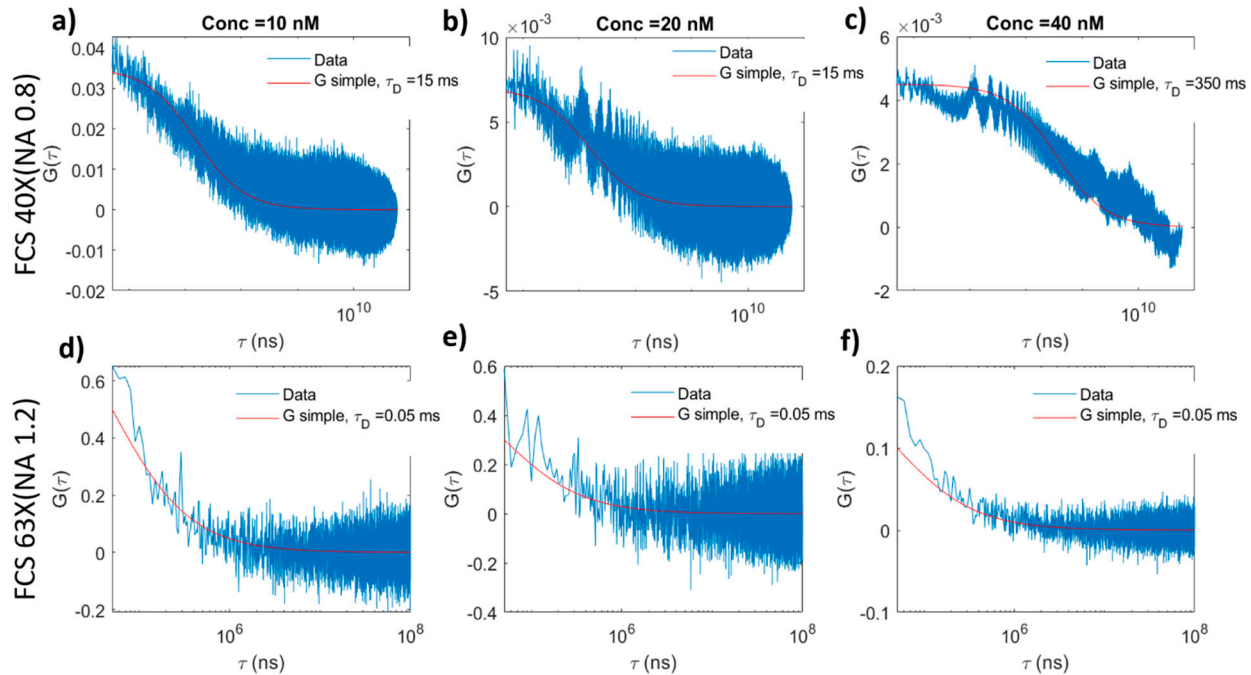 a)
Conc =10 nM
0.04
0.03
0.02
0.01
0
-0.01
-0.02
G(τ)
Data
G simple, τD =15 ms
10^10
τ (ns)
b)
×10^-3
Conc =20 nM
10
5
0
-5
G(τ)
Data
G simple, τD =15 ms
10^10
τ (ns)
c)
×10^-3
Conc =40 nM
6
4
2
0
-2
G(τ)
Data
G simple, τD =350 ms
10^10
τ (ns)
FCS 40X(NA 0.8)
d)
0.6
0.4
0.2
0
-0.2
G(τ)
Data
G simple, τD =0.05 ms
10^6
10^8
τ (ns)
e)
0.6
0.4
0.2
0
-0.2
-0.4
G(τ)
Data
G simple, τD =0.05 ms
10^6
10^8
τ (ns)
f)
0.2
0.1
0
-0.1
G(τ)
Data
G simple, τD =0.05 ms
10^6
10^8
τ (ns)
FCS 63X(NA 1.2)